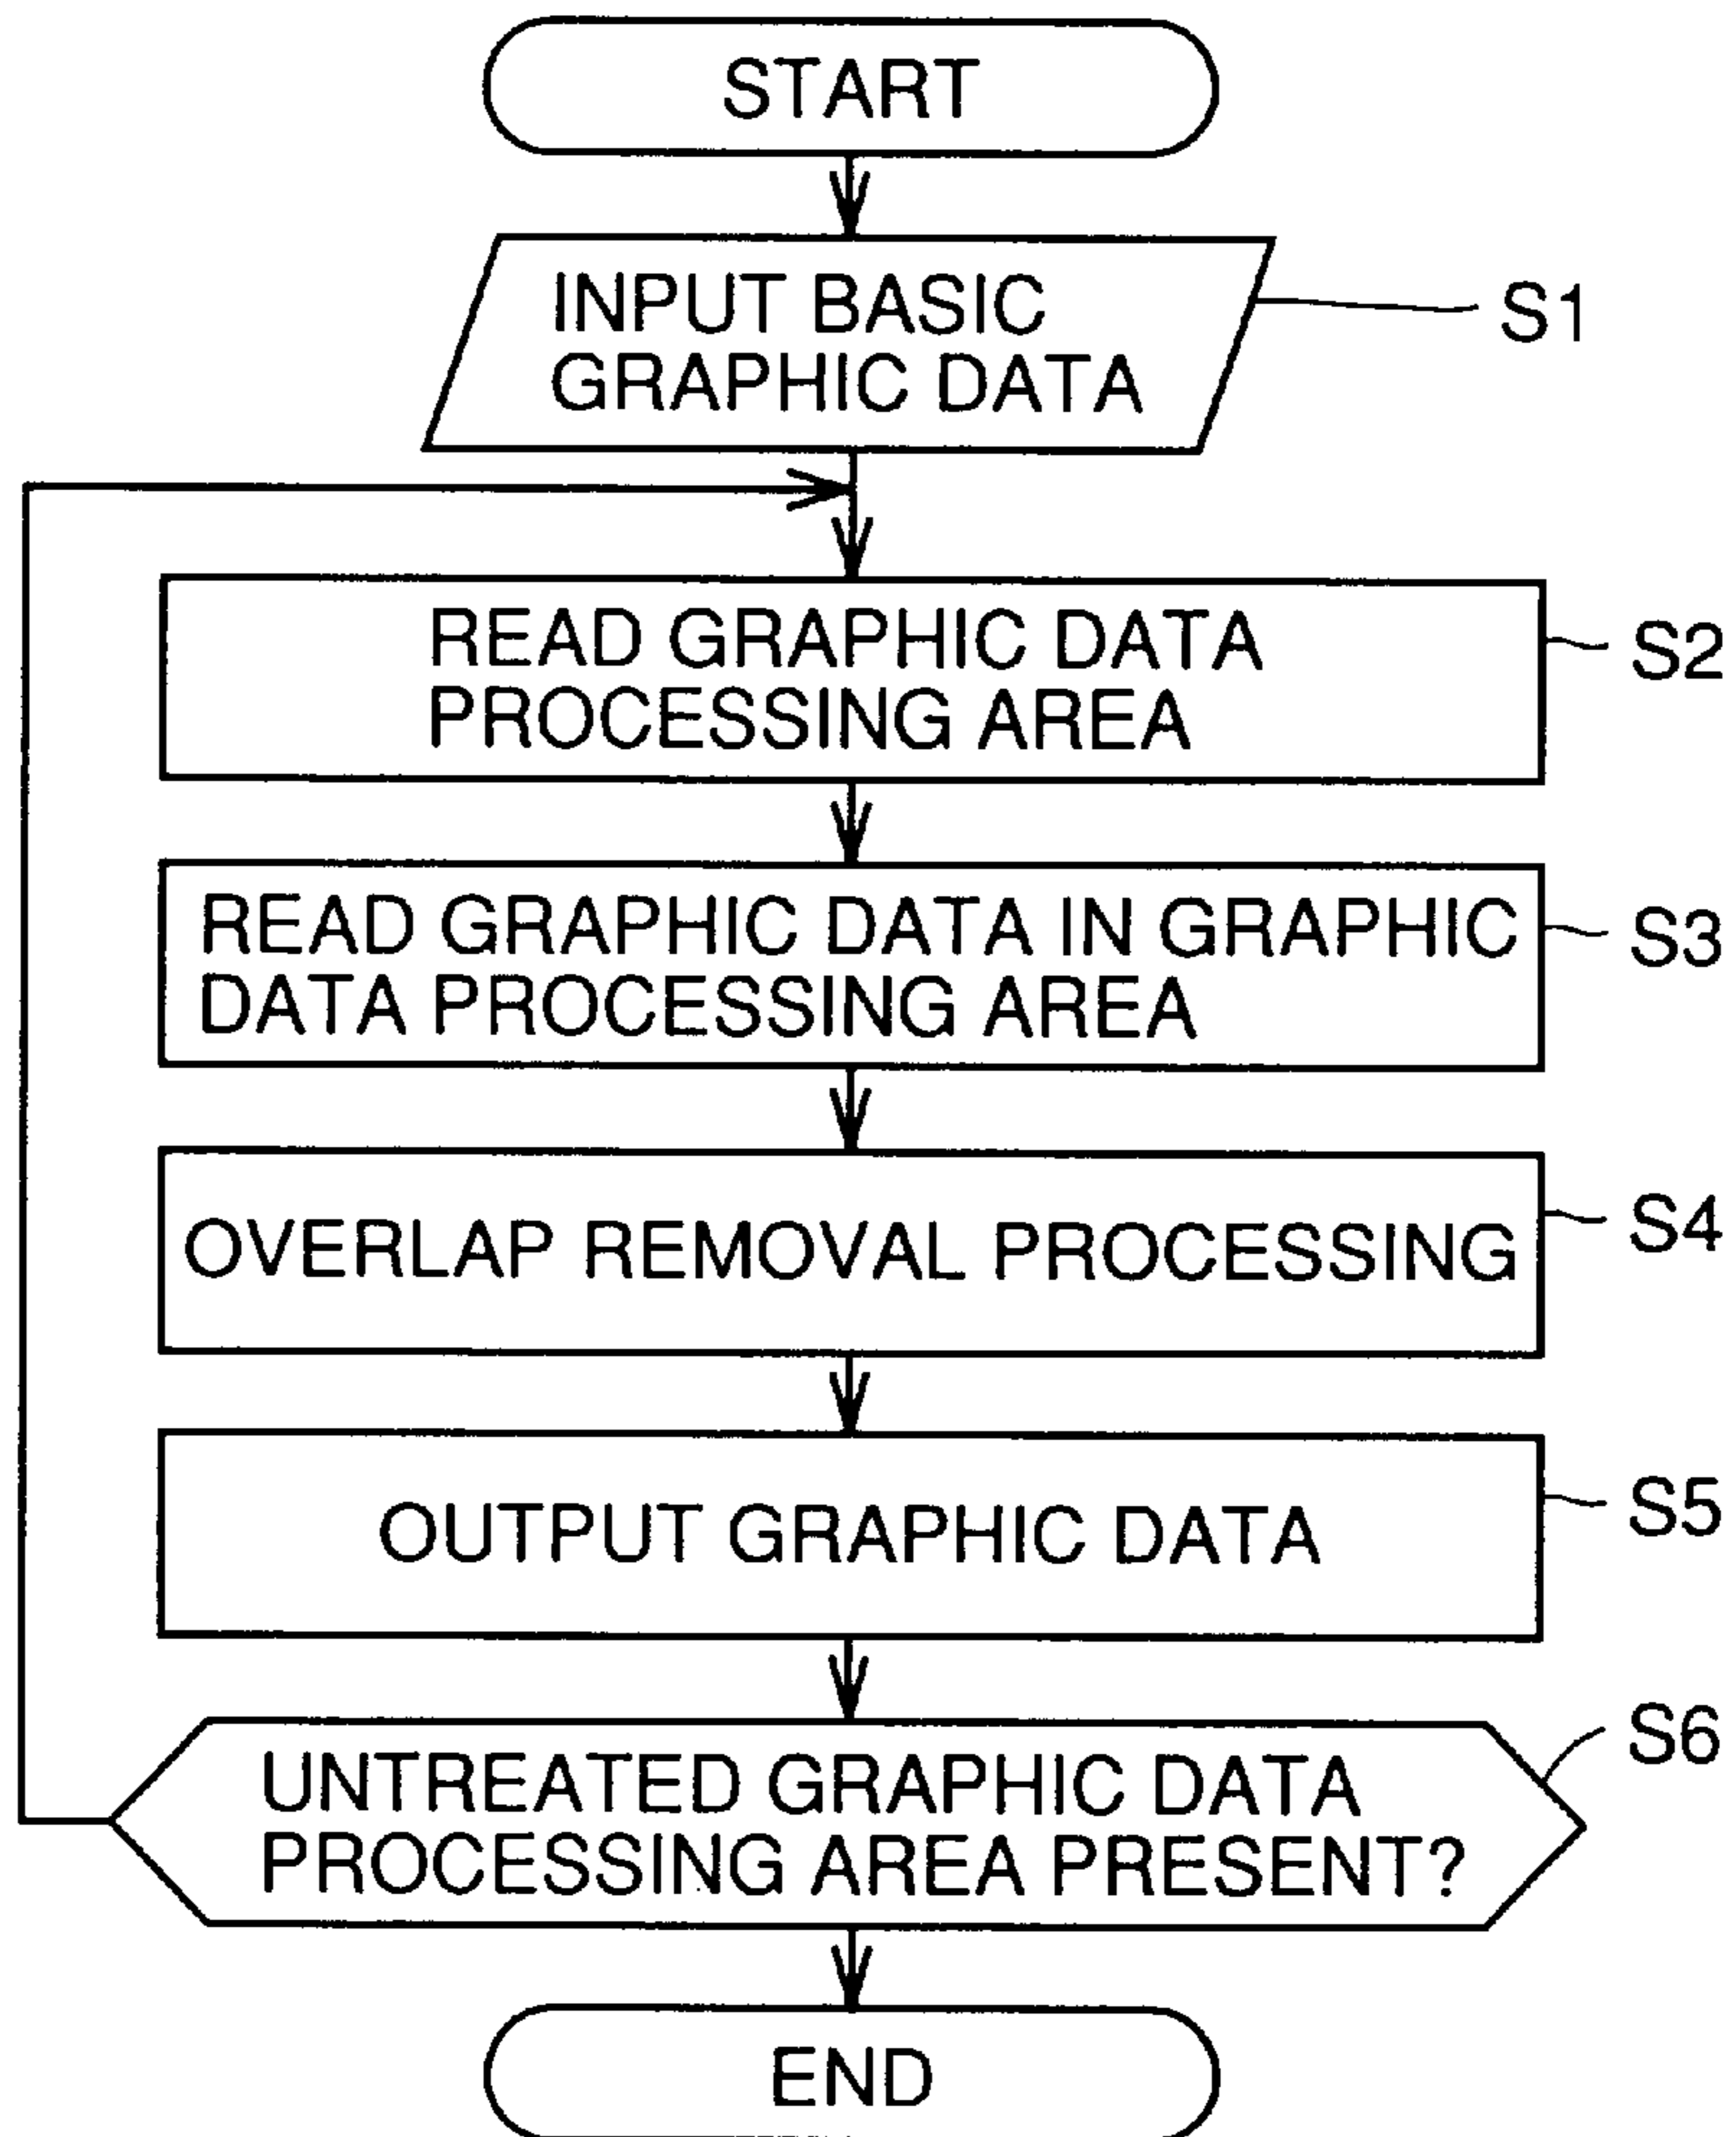 START
INPUT BASIC
GRAPHIC DATA
S1
READ GRAPHIC DATA
PROCESSING AREA
S2
READ GRAPHIC DATA IN GRAPHIC
DATA PROCESSING AREA
S3
OVERLAP REMOVAL PROCESSING
S4
OUTPUT GRAPHIC DATA
S5
UNTREATED GRAPHIC DATA
PROCESSING AREA PRESENT?
S6
END